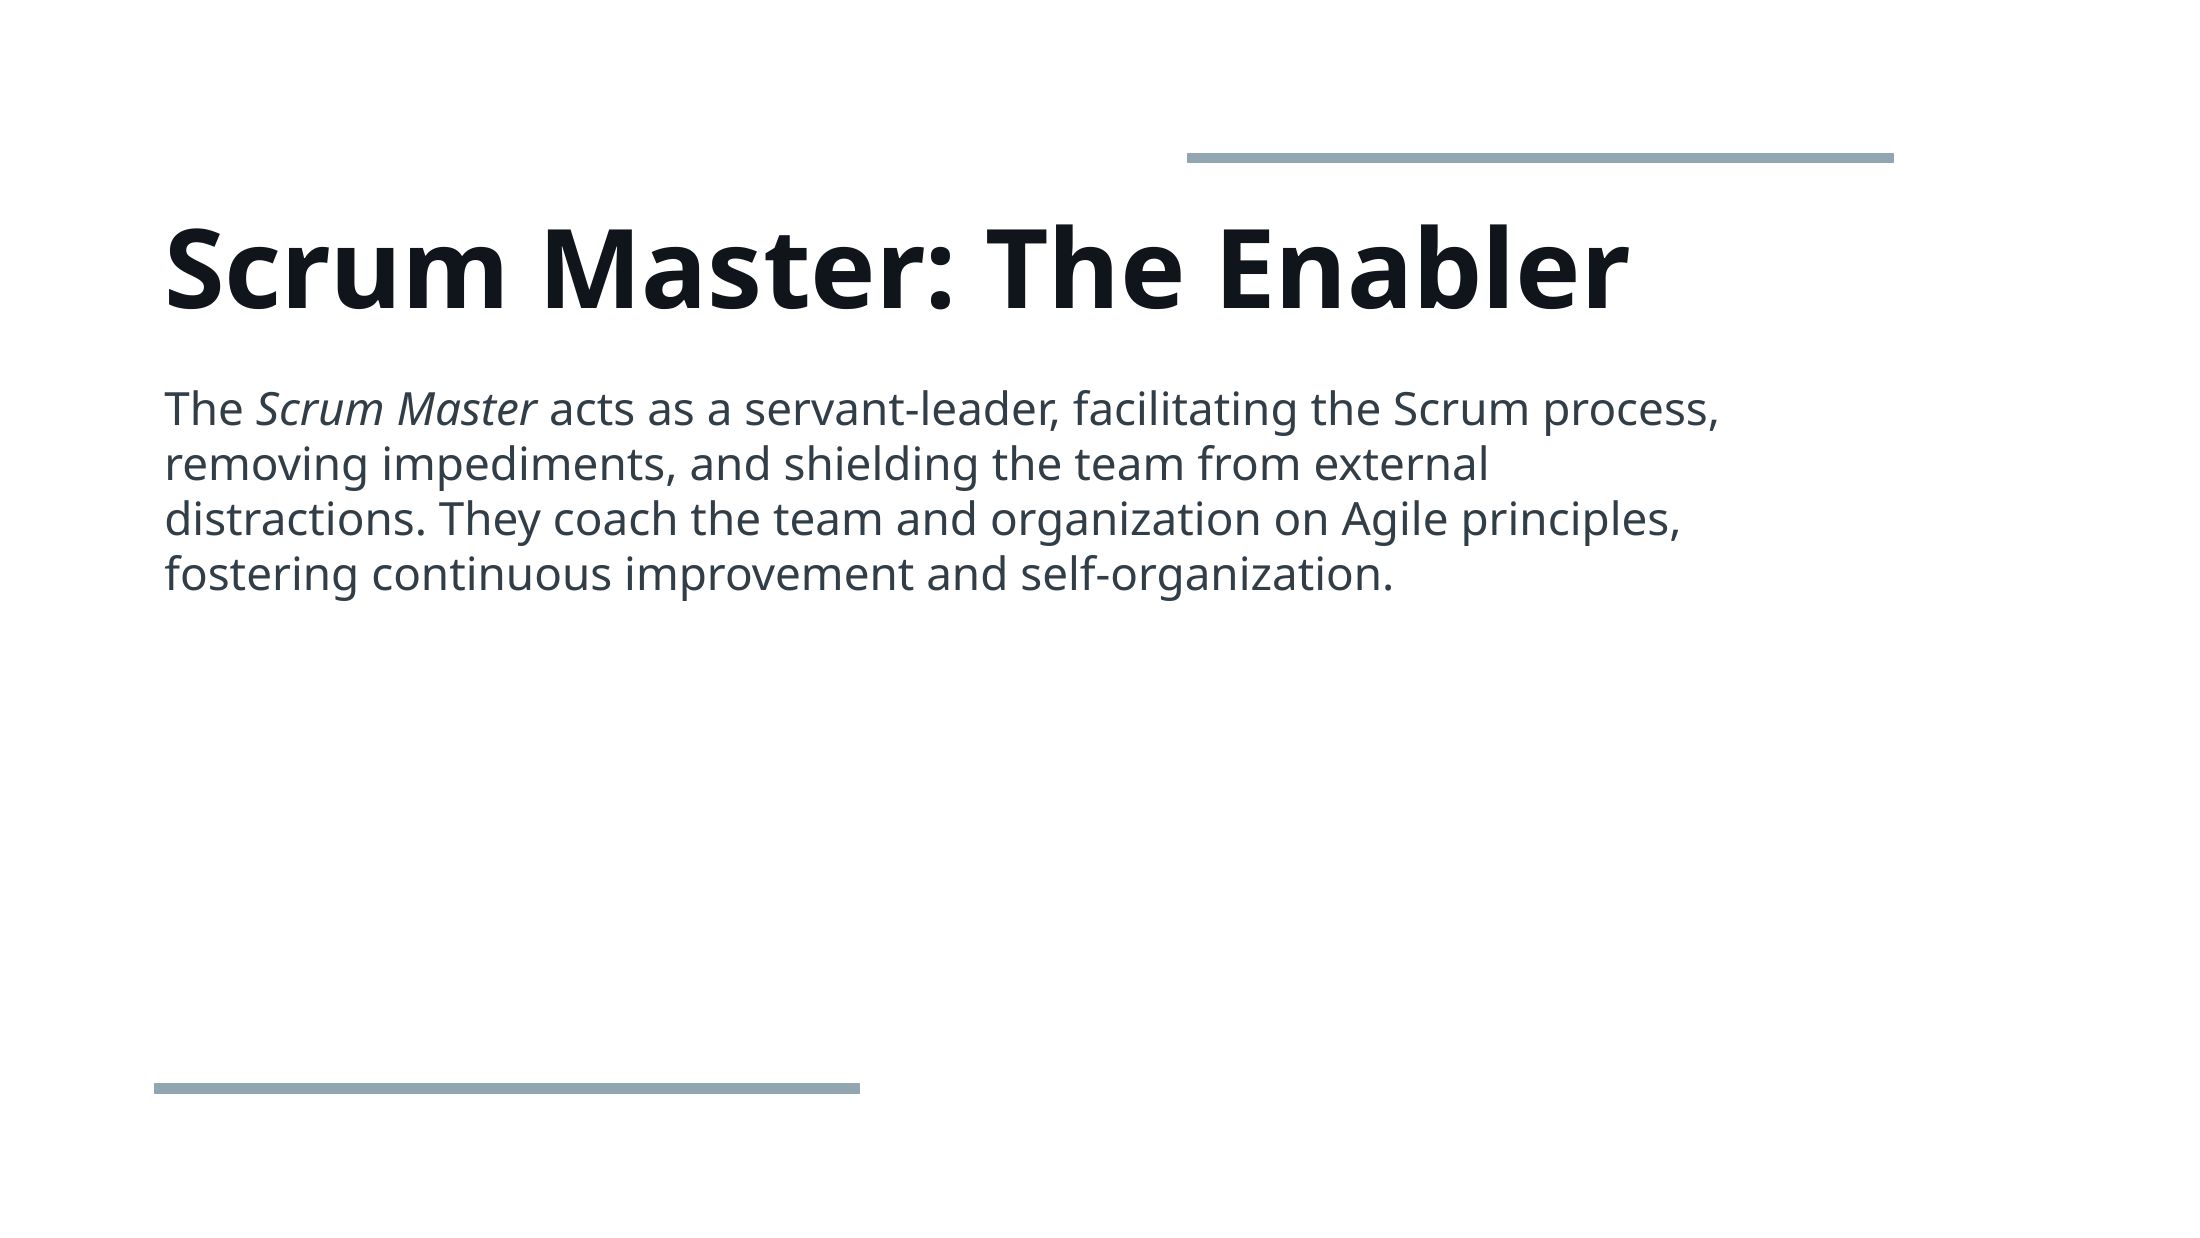 Scrum Master: The Enabler
The Scrum Master acts as a servant-leader, facilitating the Scrum process,
removing impediments, and shielding the team from external
distractions. They coach the team and organization on Agile principles,
fostering continuous improvement and self-organization.